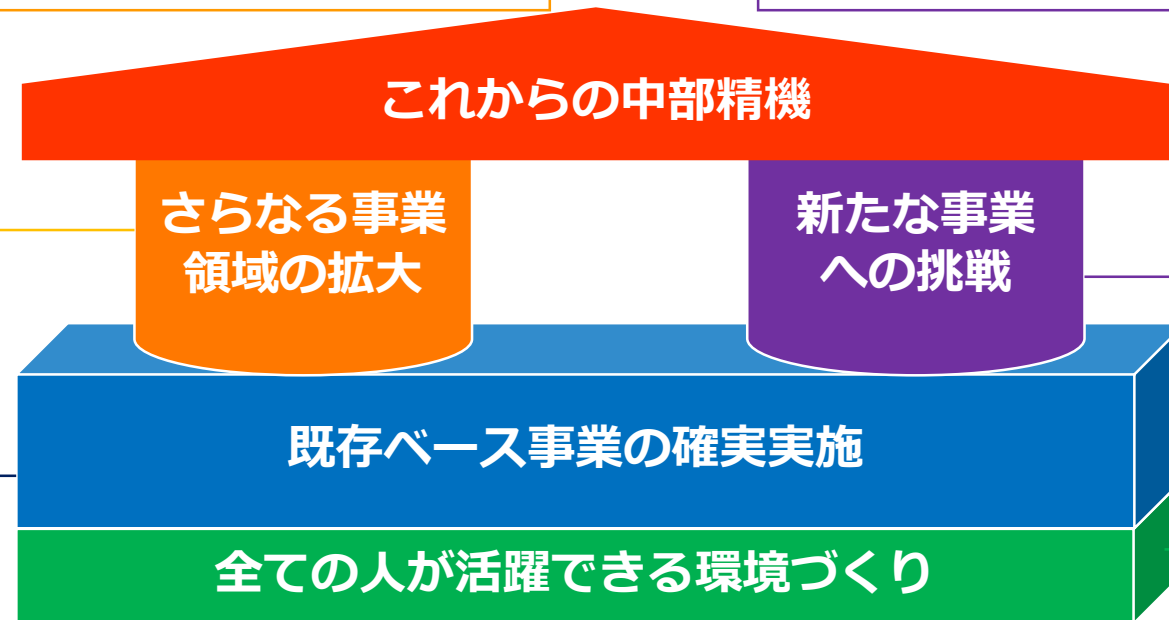 これからの中部精機
さらなる事業
領域の拡大
新たな事業
への挑戦
既存ベース事業の確実実施
全ての人が活躍できる環境づくり